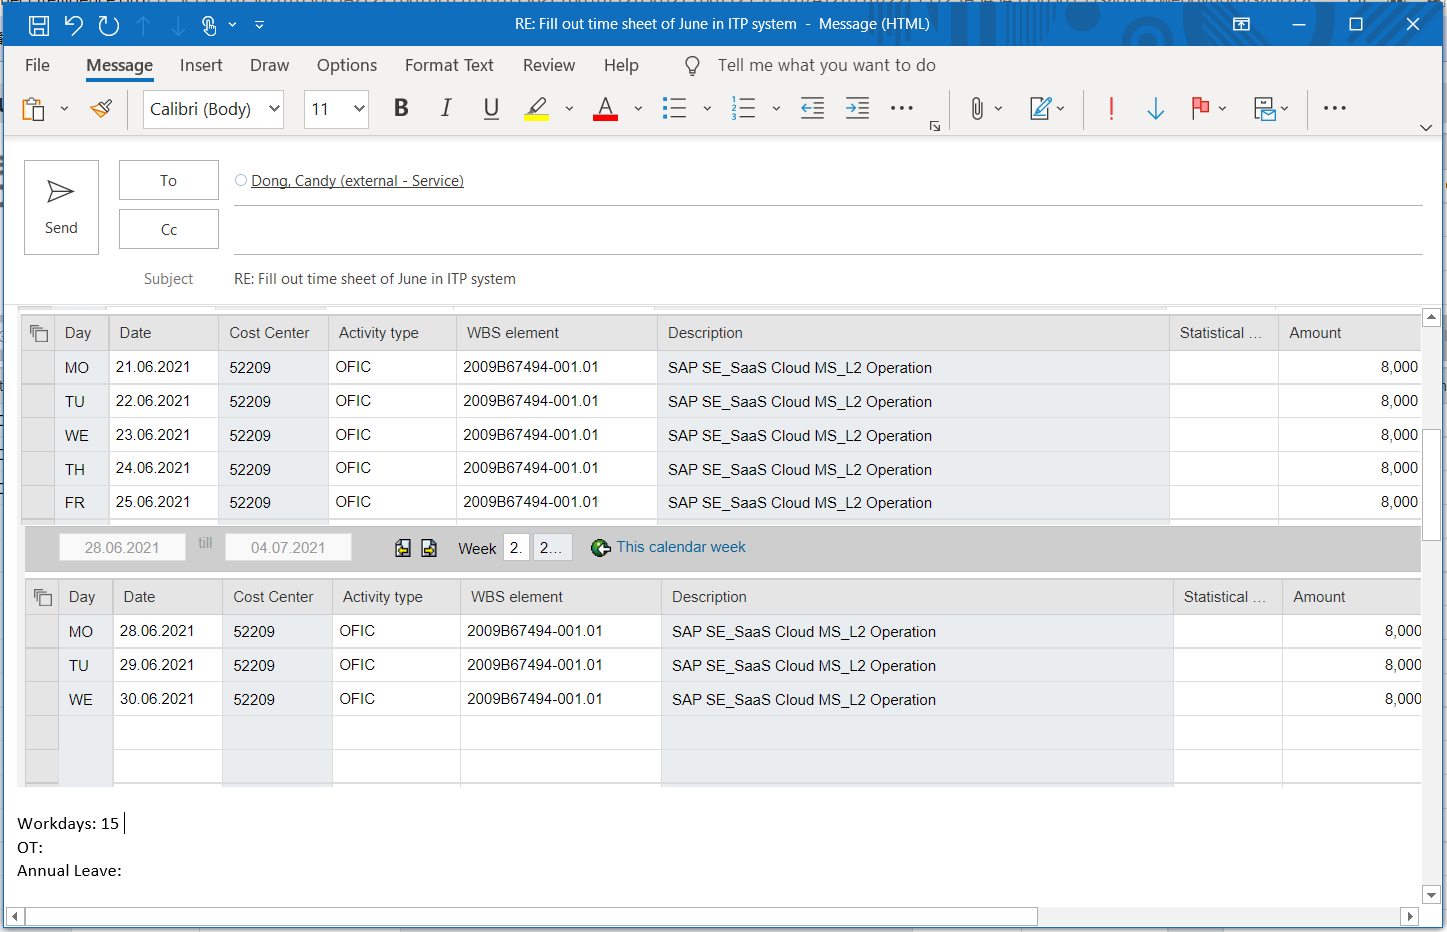 RE: Fill out time sheet of June in ITP system - Message (HTML)
File Message Insert Draw Options Format Text Review Help Tell me what you want to do
Calibri (Body) 11 B I U A
Send
To Dong, Candy (external - Service)
Cc
Subject RE: Fill out time sheet of June in ITP system
Day Date Cost Center Activity type WBS element Description Statistical ... Amount
MO 21.06.2021 52209 OFIC 2009B67494-001.01 SAP SE_SaaS Cloud MS_L2 Operation 8,000
TU 22.06.2021 52209 OFIC 2009B67494-001.01 SAP SE_SaaS Cloud MS_L2 Operation 8,000
WE 23.06.2021 52209 OFIC 2009B67494-001.01 SAP SE_SaaS Cloud MS_L2 Operation 8,000
TH 24.06.2021 52209 OFIC 2009B67494-001.01 SAP SE_SaaS Cloud MS_L2 Operation 8,000
FR 25.06.2021 52209 OFIC 2009B67494-001.01 SAP SE_SaaS Cloud MS_L2 Operation 8,000
28.06.2021 till 04.07.2021 Week 2. 2... This calendar week
Day Date Cost Center Activity type WBS element Description Statistical ... Amount
MO 28.06.2021 52209 OFIC 2009B67494-001.01 SAP SE_SaaS Cloud MS_L2 Operation 8,000
TU 29.06.2021 52209 OFIC 2009B67494-001.01 SAP SE_SaaS Cloud MS_L2 Operation 8,000
WE 30.06.2021 52209 OFIC 2009B67494-001.01 SAP SE_SaaS Cloud MS_L2 Operation 8,000
Workdays: 15
OT:
Annual Leave: